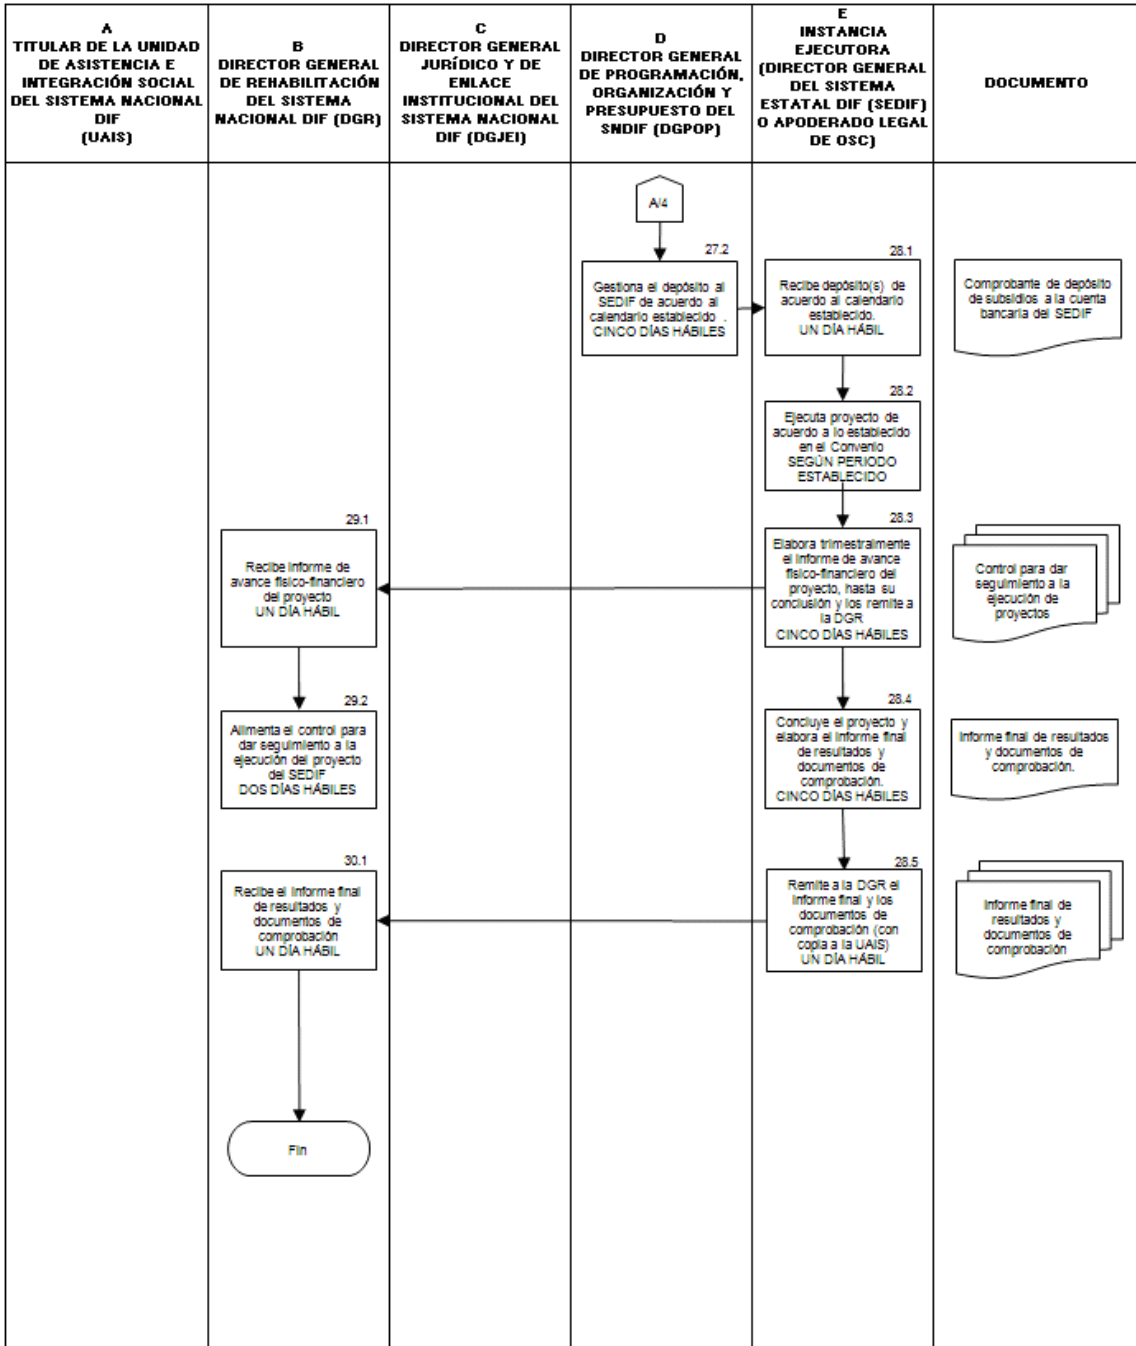 A
TITULAR DE LA UNIDAD
DE ASISTENCIA E
INTEGRACIÓN SOCIAL
DEL SISTEMA NACIONAL
DIF
(UAIS)
B
DIRECTOR GENERAL
DE REHABILITACIÓN
DEL SISTEMA
NACIONAL DIF (DGR)
C
DIRECTOR GENERAL
JURÍDICO Y DE
ENLACE
INSTITUCIONAL DEL
SISTEMA NACIONAL
DIF (DGJEI)
D
DIRECTOR GENERAL
DE PROGRAMACIÓN,
ORGANIZACIÓN Y
PRESUPUESTO DEL
SNDIF (DGPOP)
E
INSTANCIA
EJECUTORA
(DIRECTOR GENERAL
DEL SISTEMA
ESTATAL DIF (SEDIF)
O APODERADO LEGAL
DE OSC)
DOCUMENTO
A/4
27.2
Gestiona el depósito al
SEDIF de acuerdo al
calendario establecido .
CINCO DÍAS HÁBILES
28.1
Recibe depósito(s) de
acuerdo al calendario
establecido.
UN DÍA HÁBIL
Comprobante de depósito
de subsidios a la cuenta
bancaria del SEDIF
28.2
Ejecuta proyecto de
acuerdo a lo establecido
en el Convenio
SEGÚN PERIODO
ESTABLECIDO
29.1
Recibe informe de
avance físico-financiero
del proyecto
UN DÍA HÁBIL
28.3
Elabora trimestralmente
el informe de avance
físico-financiero del
proyecto, hasta su
conclusión y los remite a
la DGR
CINCO DÍAS HÁBILES
Control para dar
seguimiento a la
ejecución de
proyectos
29.2
Alimenta el control para
dar seguimiento a la
ejecución del proyecto
del SEDIF
DOS DÍAS HÁBILES
28.4
Concluye el proyecto y
elabora el informe final
de resultados y
documentos de
comprobación.
CINCO DÍAS HÁBILES
Informe final de resultados
y documentos de
comprobación.
30.1
Recibe el informe final
de resultados y
documentos de
comprobación
UN DÍA HÁBIL
28.5
Remite a la DGR el
informe final y los
documentos de
comprobación (con
copia a la UAIS)
UN DÍA HÁBIL
Informe final de
resultados y
documentos de
comprobación
Fin